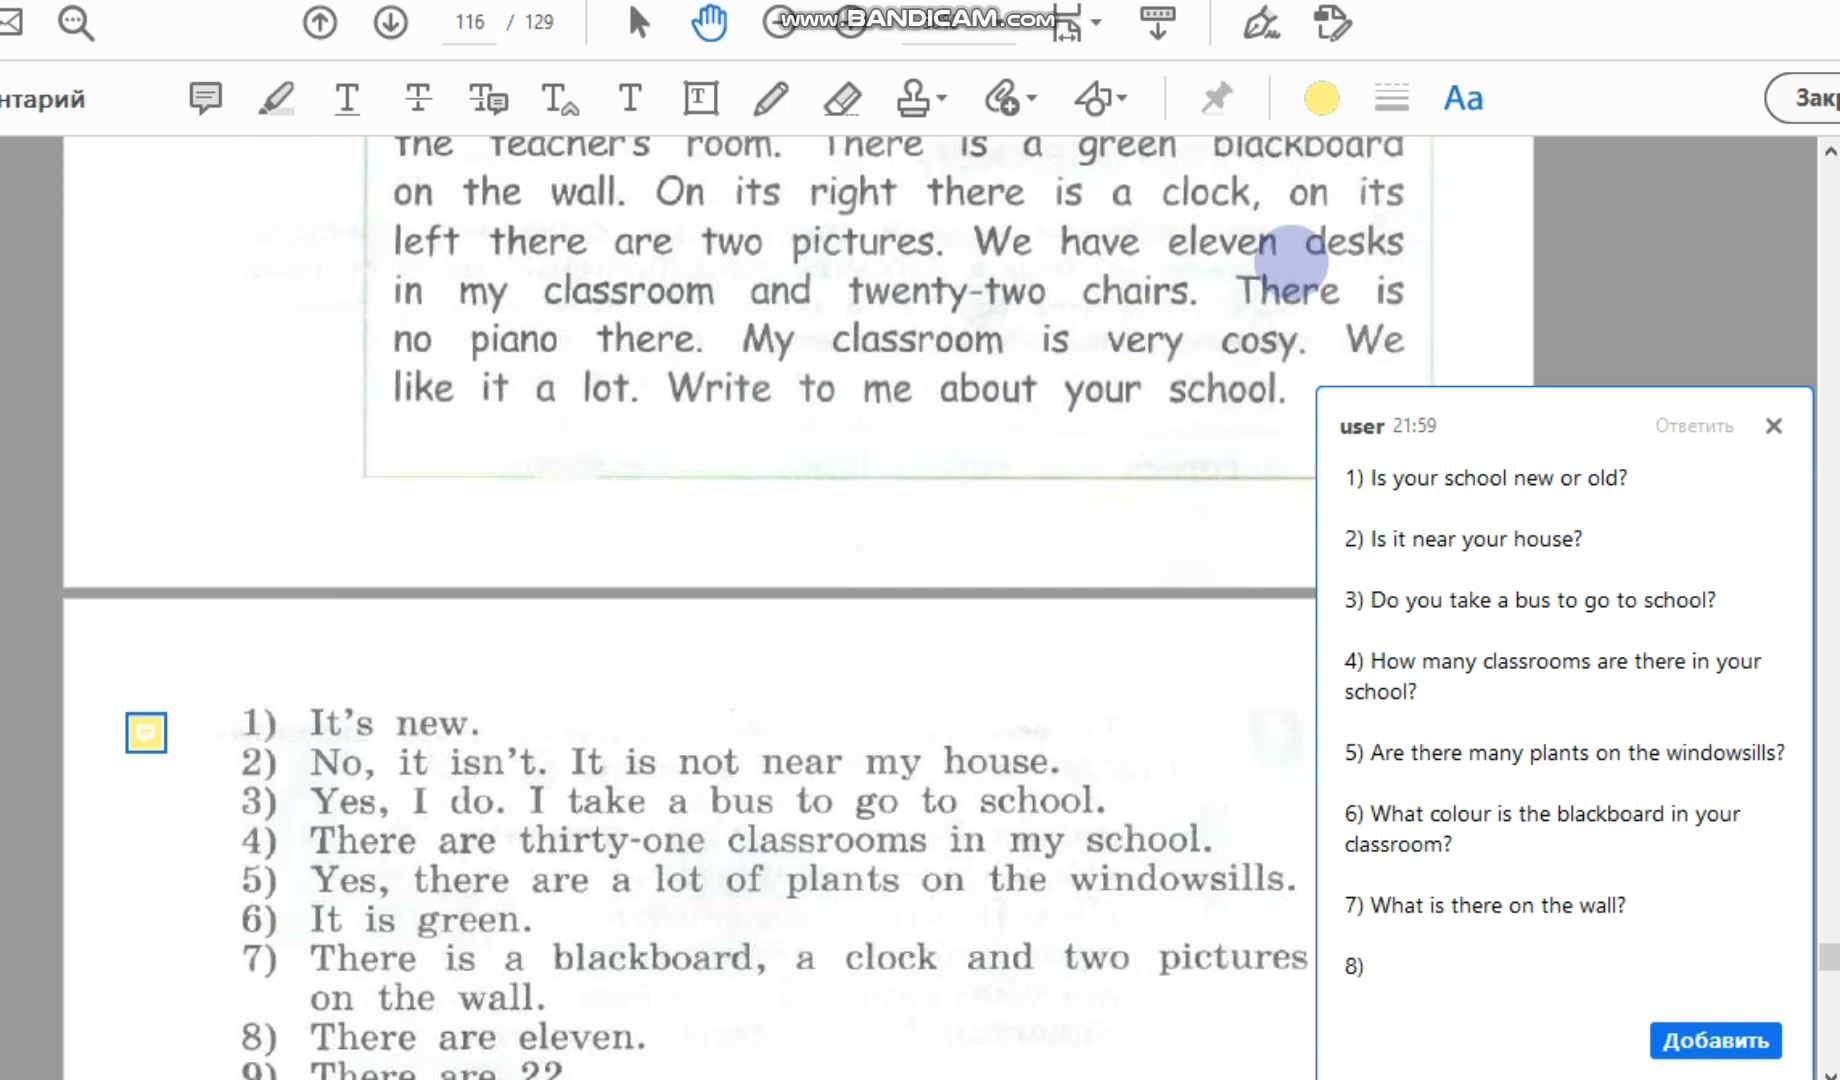 116 / 129
www.BANDICAM.com
нтарий
T
T
T
T
T
T
Aa
Закр
the teacher's room. There is a green blackboard
on the wall. On its right there is a clock, on its
left there are two pictures. We have eleven desks
in my classroom and twenty-two chairs. There is
no piano there. My classroom is very cosy. We
like it a lot. Write to me about your school.
user 21:59
Ответить
1) Is your school new or old?
2) Is it near your house?
3) Do you take a bus to go to school?
4) How many classrooms are there in your
school?
5) Are there many plants on the windowsills?
6) What colour is the blackboard in your
classroom?
7) What is there on the wall?
8)
Добавить
1) It's new.
2) No, it isn't. It is not near my house.
3) Yes, I do. I take a bus to go to school.
4) There are thirty-one classrooms in my school.
5) Yes, there are a lot of plants on the windowsills.
6) It is green.
7) There is a blackboard, a clock and two pictures
on the wall.
8) There are eleven.
9) There are 22